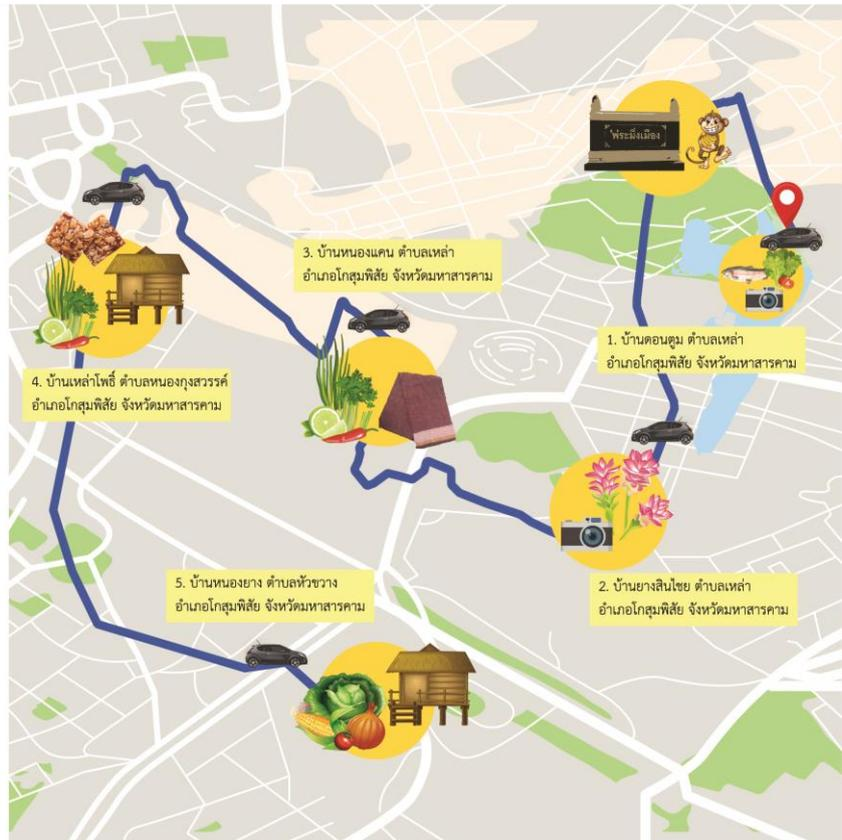 พระมิ่งเมือง
3. บ้านหนองแคน ตำบลเหล่า
อำเภอโกสุมพิสัย จังหวัดมหาสารคาม
1. บ้านดอนตูม ตำบลเหล่า
อำเภอโกสุมพิสัย จังหวัดมหาสารคาม
4. บ้านเหล่าโพธิ์ ตำบลหนองกุงสวรรค์
อำเภอโกสุมพิสัย จังหวัดมหาสารคาม
5. บ้านหนองยาง ตำบลหัวขวาง
อำเภอโกสุมพิสัย จังหวัดมหาสารคาม
2. บ้านยางสินไชย ตำบลเหล่า
อำเภอโกสุมพิสัย จังหวัดมหาสารคาม